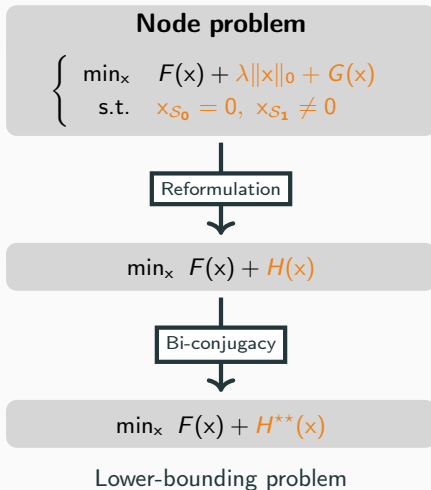 Node problem
{ min_x F(x) + λ‖x‖_0 + G(x)
s.t. x_{S_0} = 0, x_{S_1} ≠ 0
Reformulation
min_x F(x) + H(x)
Bi-conjugacy
min_x F(x) + H^{⋆⋆}(x)
Lower-bounding problem